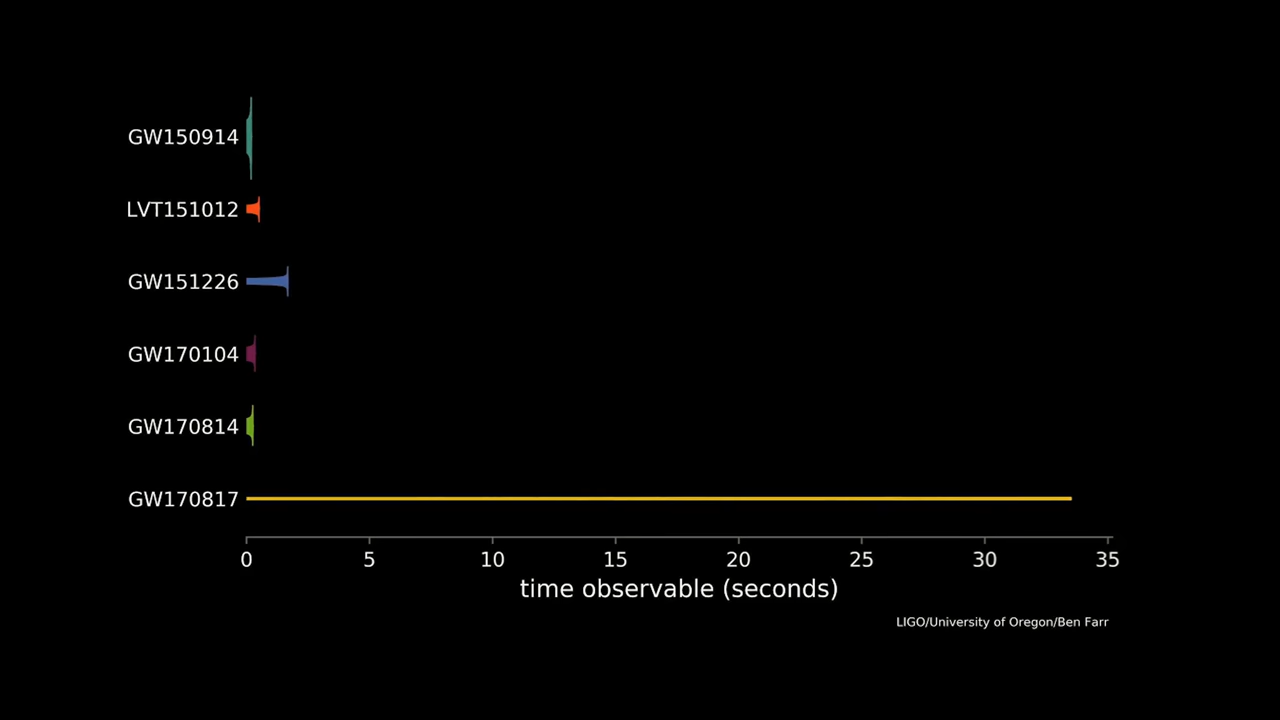 GW150914
LVT151012
GW151226
GW170104
GW170814
GW170817
0 5 10 15 20 25 30 35
time observable (seconds)
LIGO/University of Oregon/Ben Farr